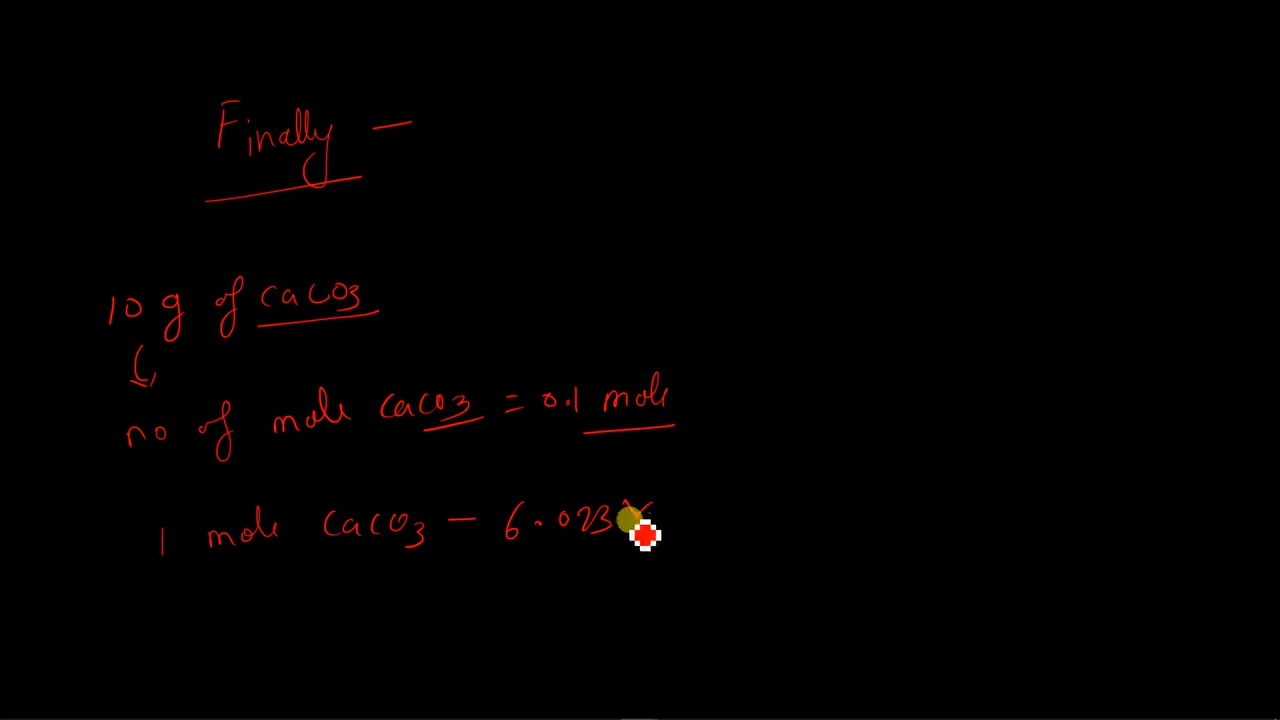 Finally -
10 g of caco3
no of mole caco3 = 0.1 mole
1 mole caco3 - 6.023 X